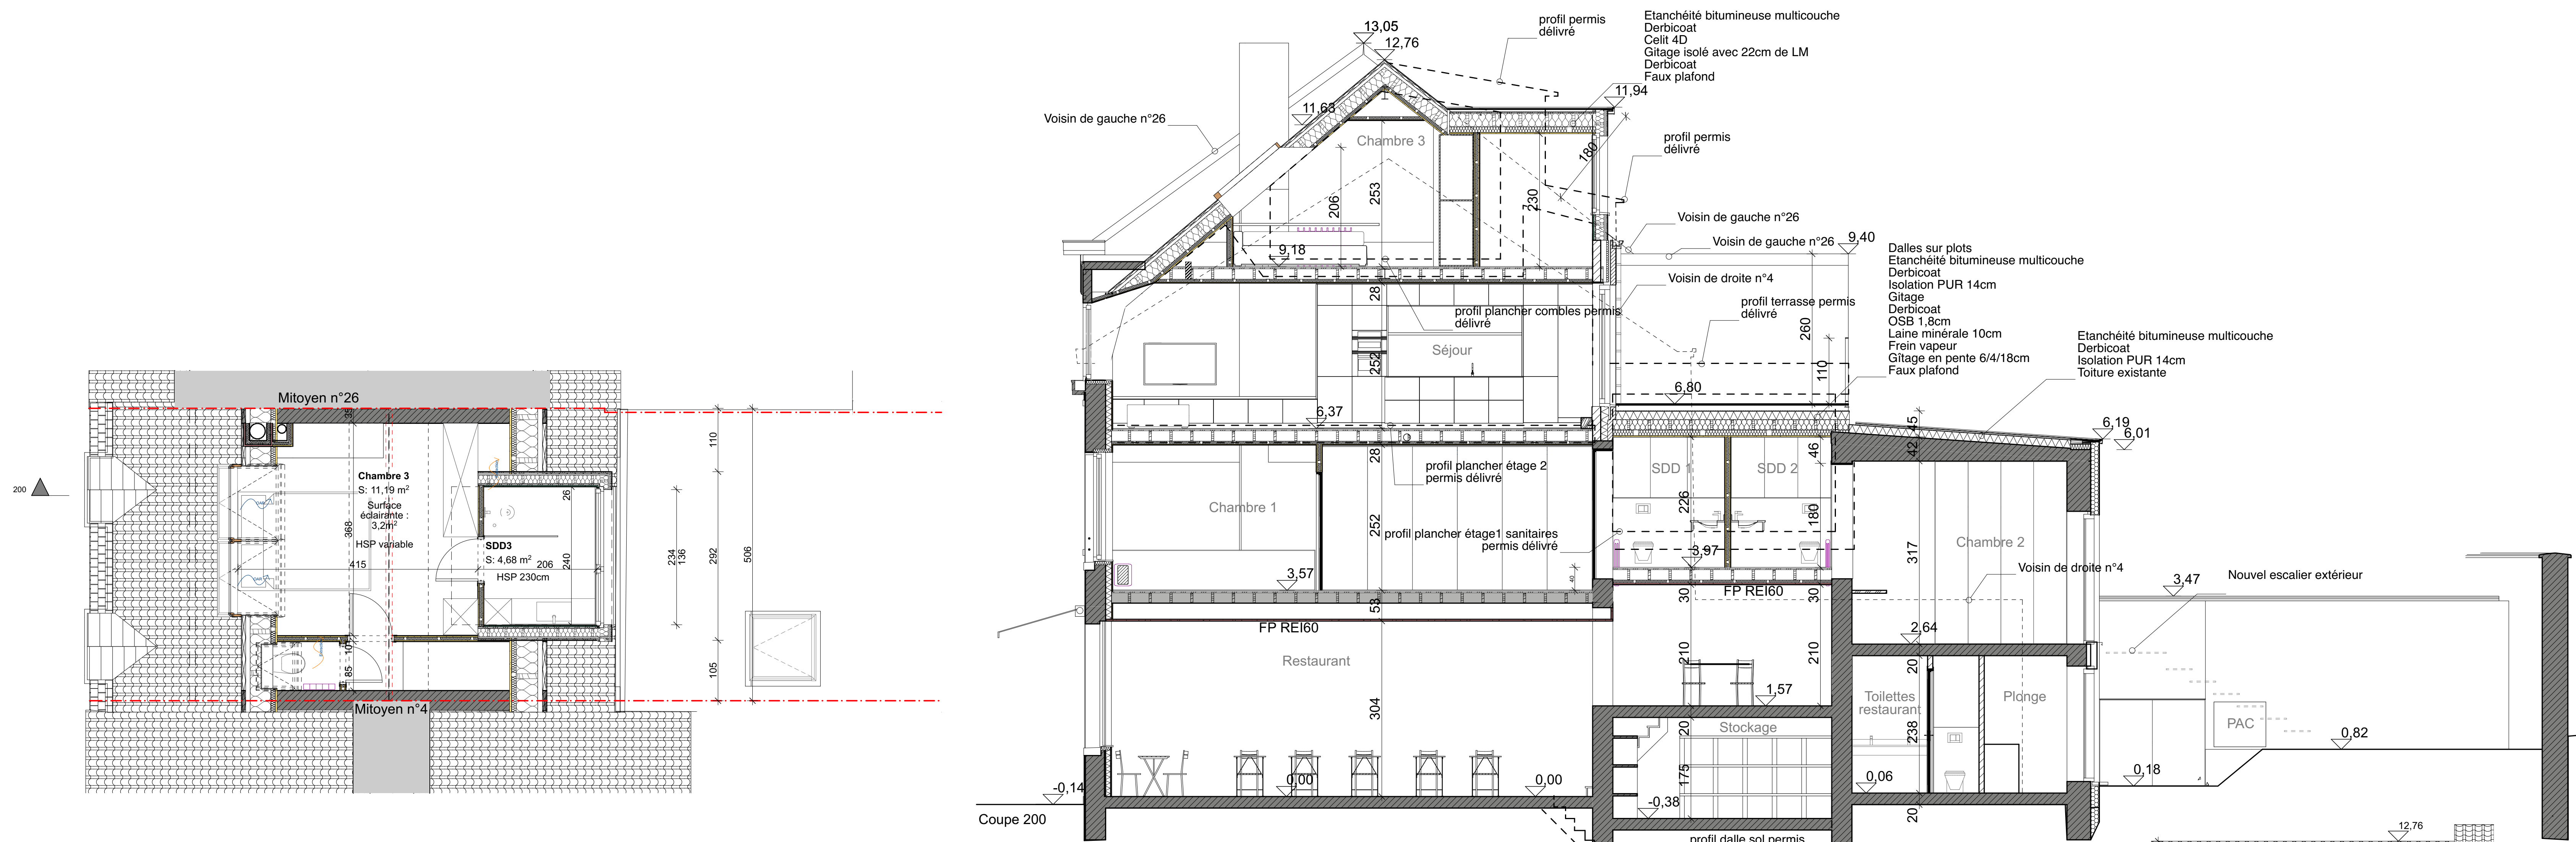 Mitoyen n°26
35
Chambre 3
S: 11,19 m²
Surface
éclairante :
3,2m²
368
HSP variable
415
SDD3
S: 4,68 m²
206
HSP 230cm
26
240
10
85
Mitoyen n°4
200
110
234
136
292
506
105
13,05
12,76
profil permis
délivré
Etanchéité bitumineuse multicouche
Derbicoat
Celit 4D
Gitage isolé avec 22cm de LM
Derbicoat
Faux plafond
11,94
11,63
Voisin de gauche n°26
Chambre 3
profil permis
délivré
180
253
206
230
9,18
Voisin de gauche n°26
Voisin de gauche n°26
9,40
Voisin de droite n°4
profil terrasse permis
délivré
Dalles sur plots
Etanchéité bitumineuse multicouche
Derbicoat
Isolation PUR 14cm
Gitage
Derbicoat
OSB 1,8cm
Laine minérale 10cm
Frein vapeur
Gîtage en pente 6/4/18cm
Faux plafond
Etanchéité bitumineuse multicouche
Derbicoat
Isolation PUR 14cm
Toiture existante
28
profil plancher combles permis
délivré
Séjour
252
260
110
6,80
6,37
6,19
6,01
45
42
46
28
profil plancher étage 2
permis délivré
SDD 1
SDD 2
Chambre 1
252
226
180
profil plancher étage1 sanitaires
permis délivré
3,97
3,57
40
Chambre 2
317
Voisin de droite n°4
3,47
Nouvel escalier extérieur
53
30
FP REI60
30
FP REI60
2,64
Restaurant
210
210
20
1,57
Toilettes
restaurant
Plonge
304
20
Stockage
238
PAC
0,82
175
0,06
0,18
-0,14
0,00
0,00
-0,38
20
Coupe 200
profil dalle sol permis
12,76